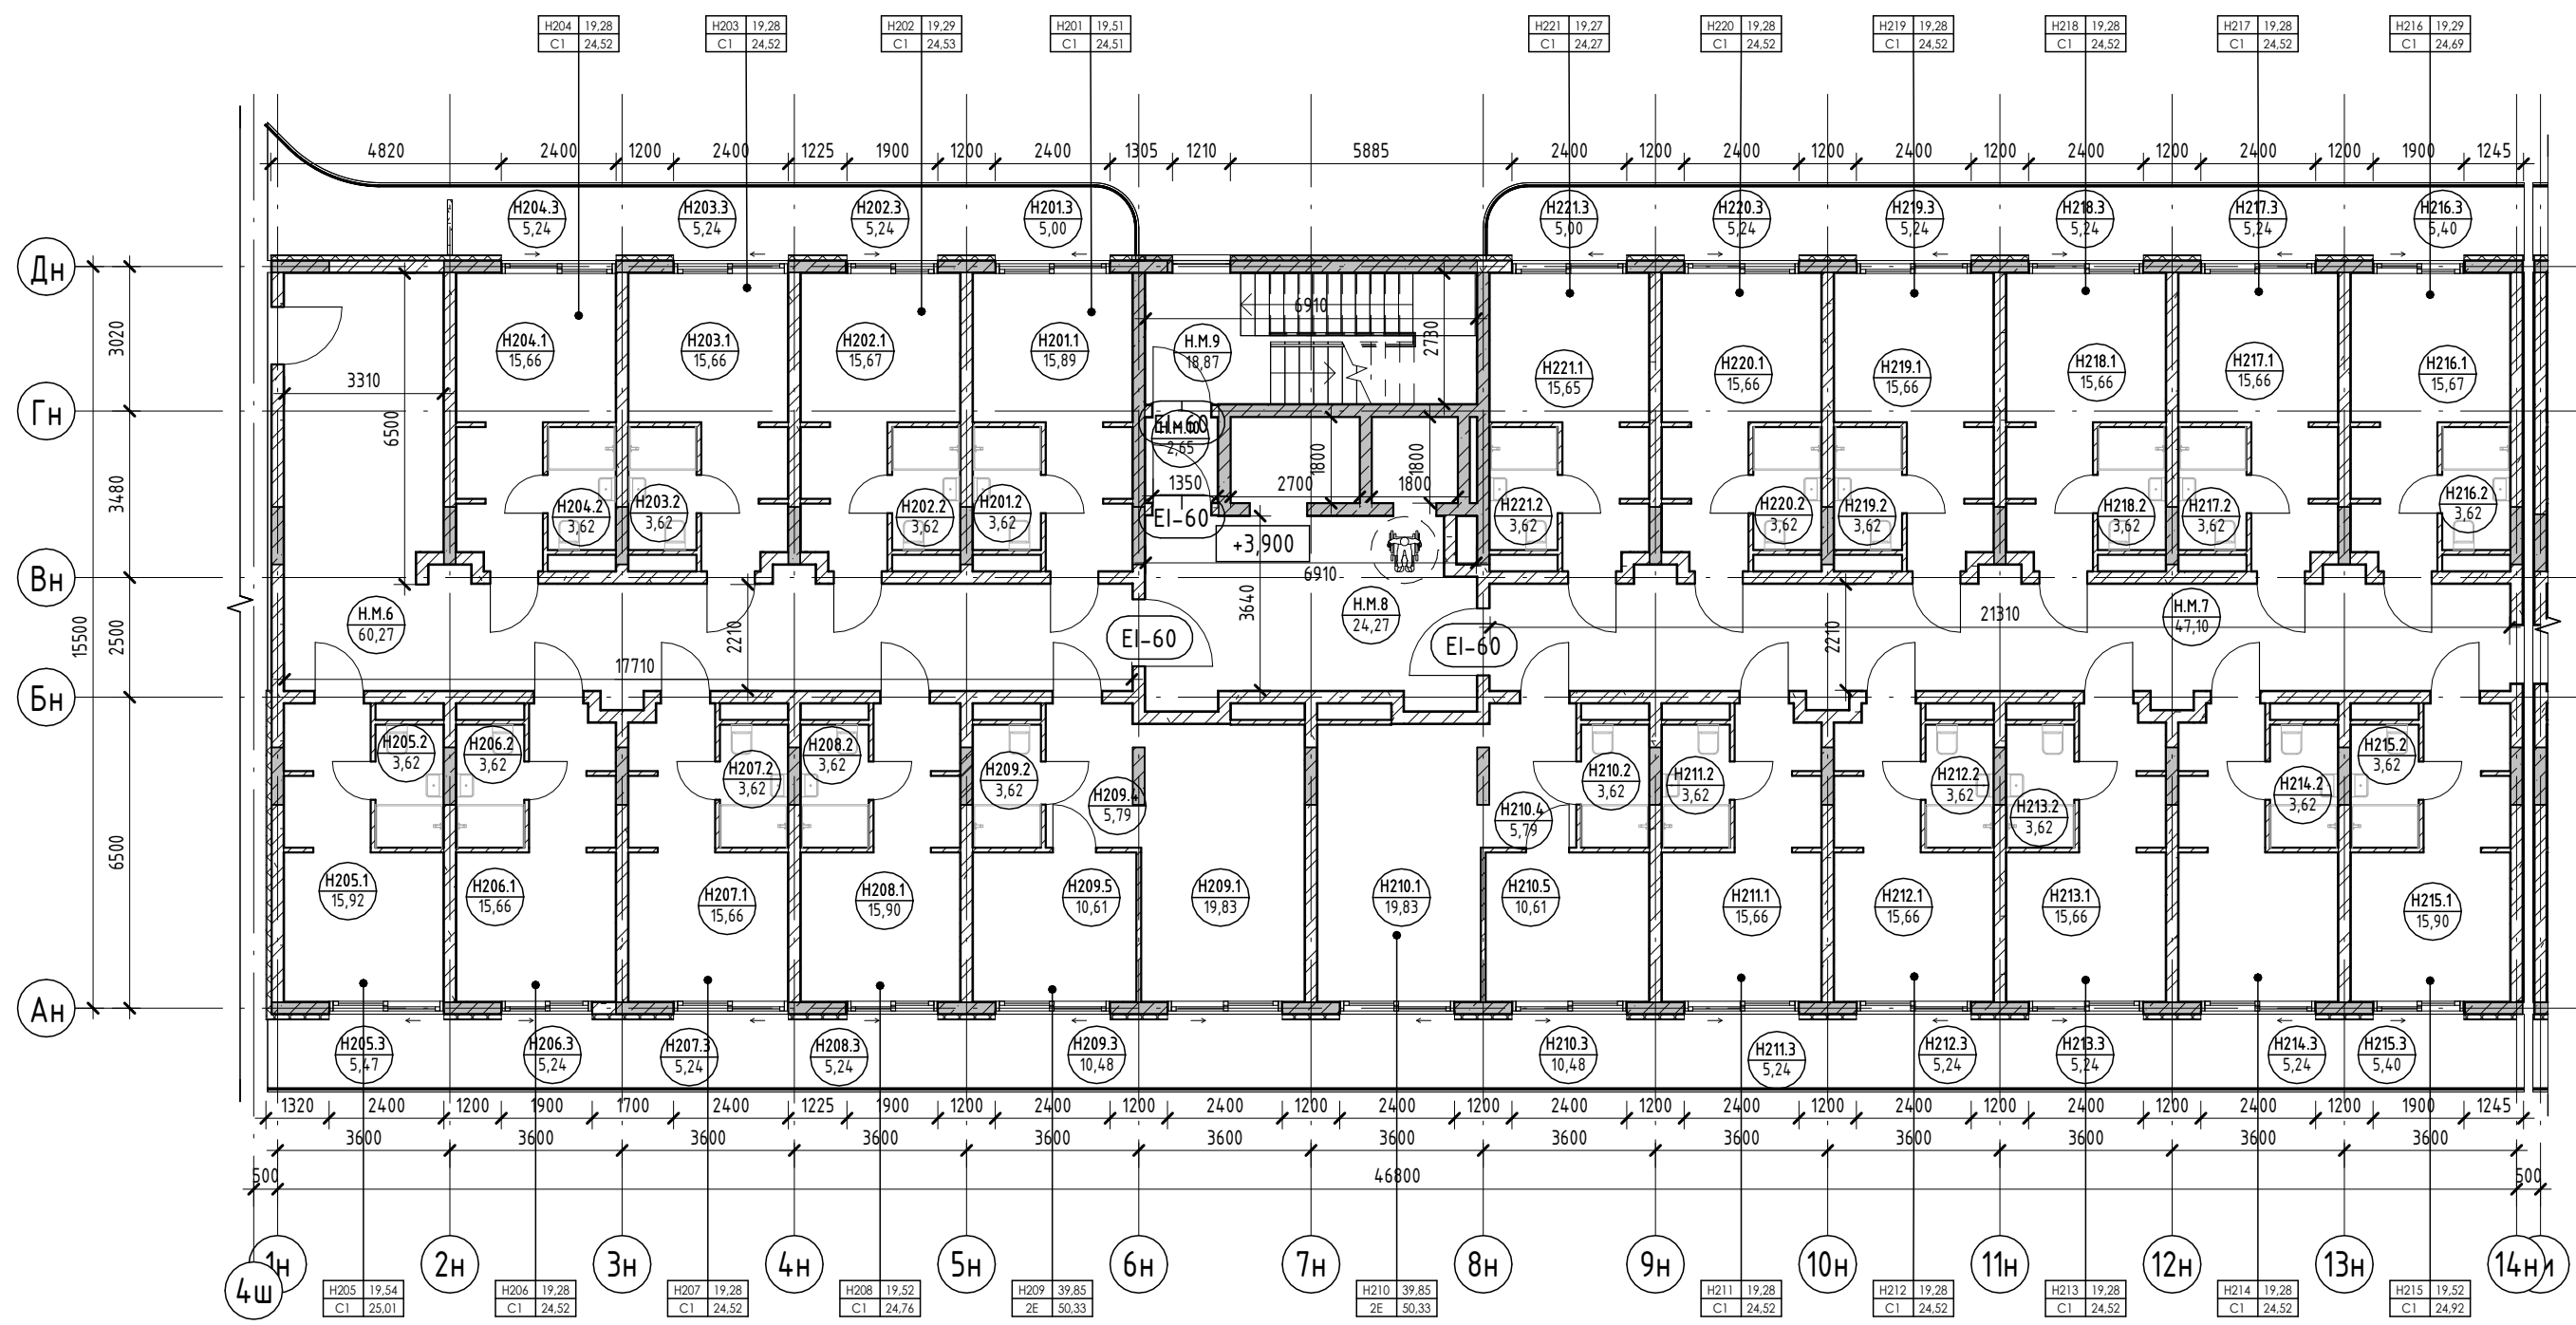 Н204 19,28
С1 24,52
Н203 19,28
С1 24,52
Н202 19,29
С1 24,53
Н201 19,51
С1 24,51
Н221 19,27
С1 24,27
Н220 19,28
С1 24,52
Н219 19,28
С1 24,52
Н218 19,28
С1 24,52
Н217 19,28
С1 24,52
Н216 19,29
С1 24,69
4820 2400 1200 2400 1225 1900 1200 2400 1305 1210 5885 2400 1200 2400 1200 2400 1200 2400 1200 2400 1200 1900 1245
Н204.3
5,24
Н203.3
5,24
Н202.3
5,24
Н201.3
5,00
Н221.3
5,00
Н220.3
5,24
Н219.3
5,24
Н218.3
5,24
Н217.3
5,24
Н216.3
5,40
Дн
Гн
Вн
Бн
Ан
3020
3480
2500
6500
15500
3310
6500
Н204.1
15,66
Н203.1
15,66
Н202.1
15,67
Н201.1
15,89
Н.М.9
18,87
6910
2730
Н221.1
15,65
Н220.1
15,66
Н219.1
15,66
Н218.1
15,66
Н217.1
15,66
Н216.1
15,67
EI-60
Н.М.10
2,65
1350 2700 1800
1800
1800
EI-60
+3,900
6910
Н204.2
3,62
Н203.2
3,62
Н202.2
3,62
Н201.2
3,62
Н221.2
3,62
Н220.2
3,62
Н219.2
3,62
Н218.2
3,62
Н217.2
3,62
Н216.2
3,62
Н.М.6
60,27
17710
2210
EI-60
3640
Н.М.8
24,27
EI-60
2210
21310
Н.М.7
47,10
Н205.2
3,62
Н206.2
3,62
Н207.2
3,62
Н208.2
3,62
Н209.2
3,62
Н209.4
5,79
Н210.4
5,79
Н210.2
3,62
Н211.2
3,62
Н212.2
3,62
Н213.2
3,62
Н214.2
3,62
Н215.2
3,62
Н205.1
15,92
Н206.1
15,66
Н207.1
15,66
Н208.1
15,90
Н209.5
10,61
Н209.1
19,83
Н210.1
19,83
Н210.5
10,61
Н211.1
15,66
Н212.1
15,66
Н213.1
15,66
Н215.1
15,90
Н205.3
5,47
Н206.3
5,24
Н207.3
5,24
Н208.3
5,24
Н209.3
10,48
Н210.3
10,48
Н211.3
5,24
Н212.3
5,24
Н213.3
5,24
Н214.3
5,24
Н215.3
5,40
1320 2400 1200 1900 1700 2400 1225 1900 1200 2400 1200 2400 1200 2400 1200 2400 1200 2400 1200 2400 1200 2400 1200 2400 1200 1900 1245
3600 3600 3600 3600 3600 3600 3600 3600 3600 3600 3600 3600 3600
500 46800 500
1н 2н 3н 4н 5н 6н 7н 8н 9н 10н 11н 12н 13н 14н
4ш
Н205 19,54
С1 25,01
Н206 19,28
С1 24,52
Н207 19,28
С1 24,52
Н208 19,52
С1 24,76
Н209 39,85
2Е 50,33
Н210 39,85
2Е 50,33
Н211 19,28
С1 24,52
Н212 19,28
С1 24,52
Н213 19,28
С1 24,52
Н214 19,28
С1 24,52
Н215 19,52
С1 24,92